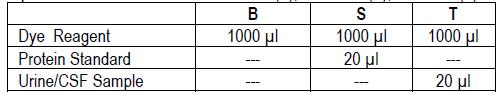 B S T
Dye Reagent 1000 µl 1000 µl 1000 µl
Protein Standard --- 20 µl ---
Urine/CSF Sample --- --- 20 µl